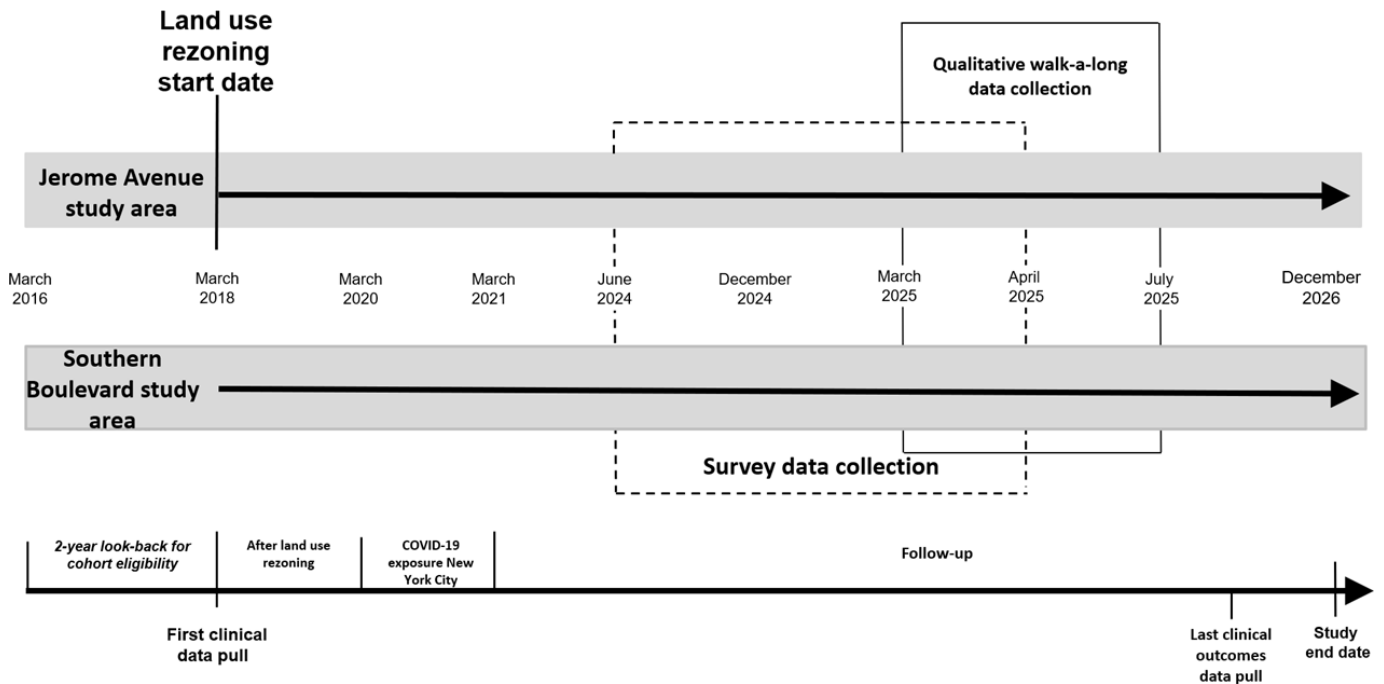 Land use
rezoning
start date
Qualitative walk-a-long
data collection
Jerome Avenue
study area
March
2016
March
2018
March
2020
March
2021
June
2024
December
2024
March
2025
April
2025
July
2025
December
2026
Southern
Boulevard study
area
Survey data collection
2-year look-back for
cohort eligibility
After land use
rezoning
COVID-19
exposure New
York City
Follow-up
First clinical
data pull
Last clinical
outcomes
data pull
Study
end date